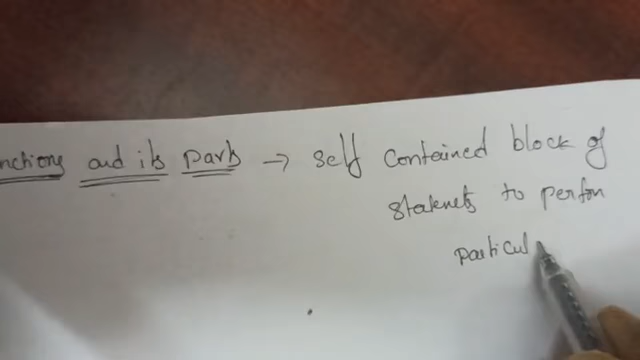 nctions and its Parts → self contained block of
statemets to perfom
particul